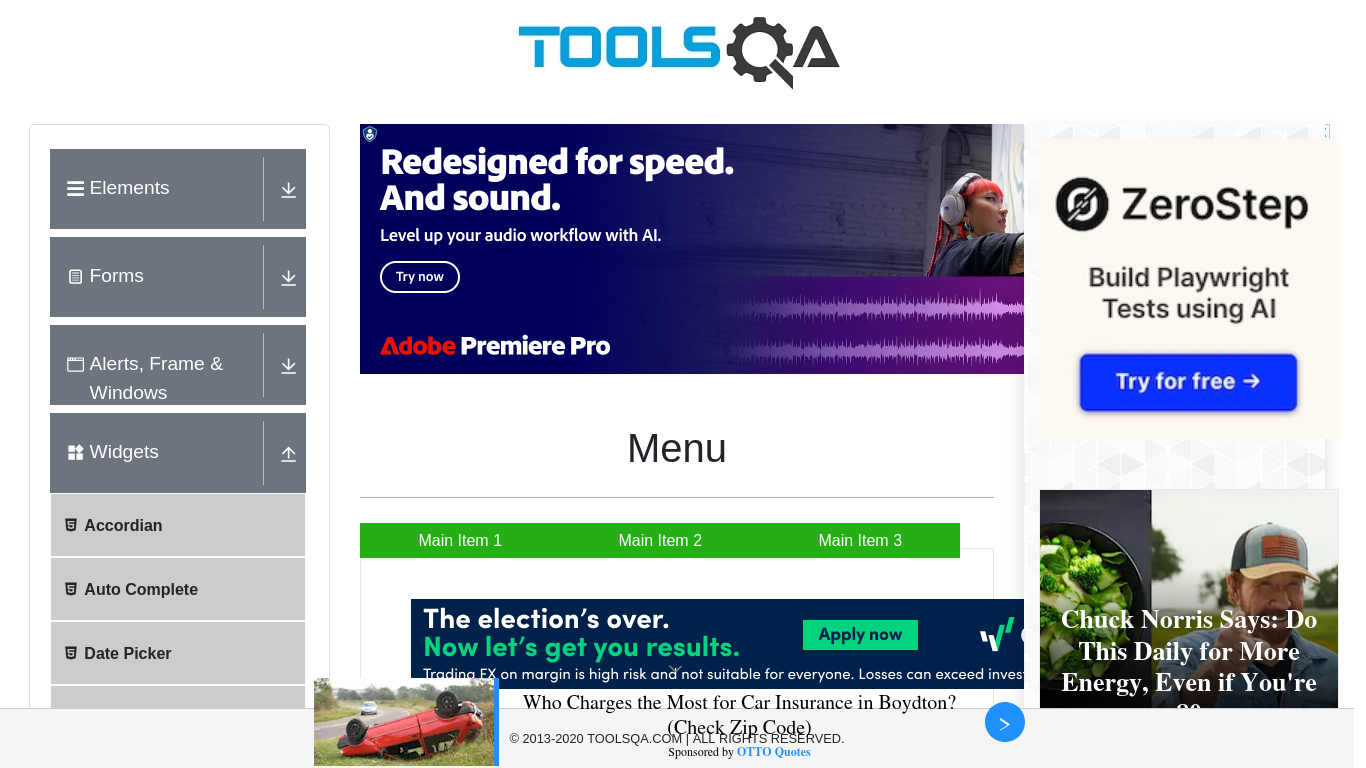 TOOLSQA
Elements
Forms
Alerts, Frame &
Windows
Widgets
Accordian
Auto Complete
Date Picker
Redesigned for speed.
And sound.
Level up your audio workflow with AI.
Try now
Adobe Premiere Pro
Menu
Main Item 1
Main Item 2
Main Item 3
The election's over.
Now let's get you results.
Apply now
Trading FX on margin is high risk and not suitable for everyone. Losses can exceed
ZeroStep
Build Playwright
Tests using AI
Try for free →
Chuck Norris Says: Do
This Daily for More
Energy, Even if You're
Who Charges the Most for Car Insurance in Boydton?
(Check Zip Code)
© 2013-2020 TOOLSQA.COM | ALL RIGHTS RESERVED.
Sponsored by OTTO Quotes